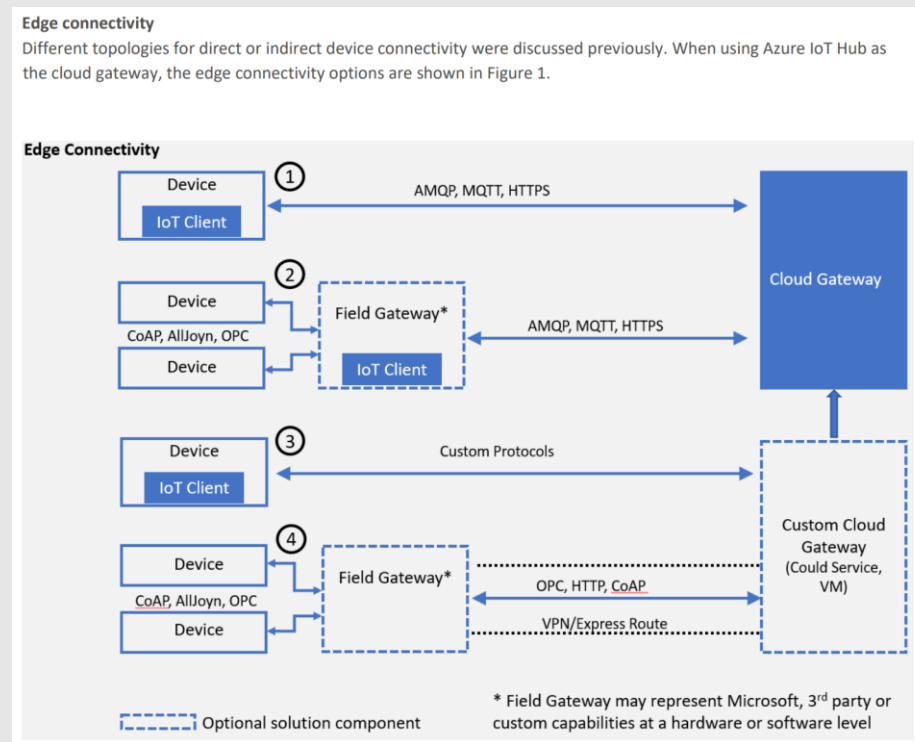 Edge connectivity
Different topologies for direct or indirect device connectivity were discussed previously. When using Azure IoT Hub as
the cloud gateway, the edge connectivity options are shown in Figure 1.
Edge Connectivity
Device
IoT Client
1
AMQP, MQTT, HTTPS
Cloud Gateway
2
Device
CoAP, AllJoyn, OPC
Device
Field Gateway*
IoT Client
AMQP, MQTT, HTTPS
3
Device
IoT Client
Custom Protocols
Custom Cloud
Gateway
(Could Service,
VM)
4
Device
CoAP, AllJoyn, OPC
Device
Field Gateway*
OPC, HTTP, CoAP
VPN/Express Route
Optional solution component
* Field Gateway may represent Microsoft, 3rd party or
custom capabilities at a hardware or software level